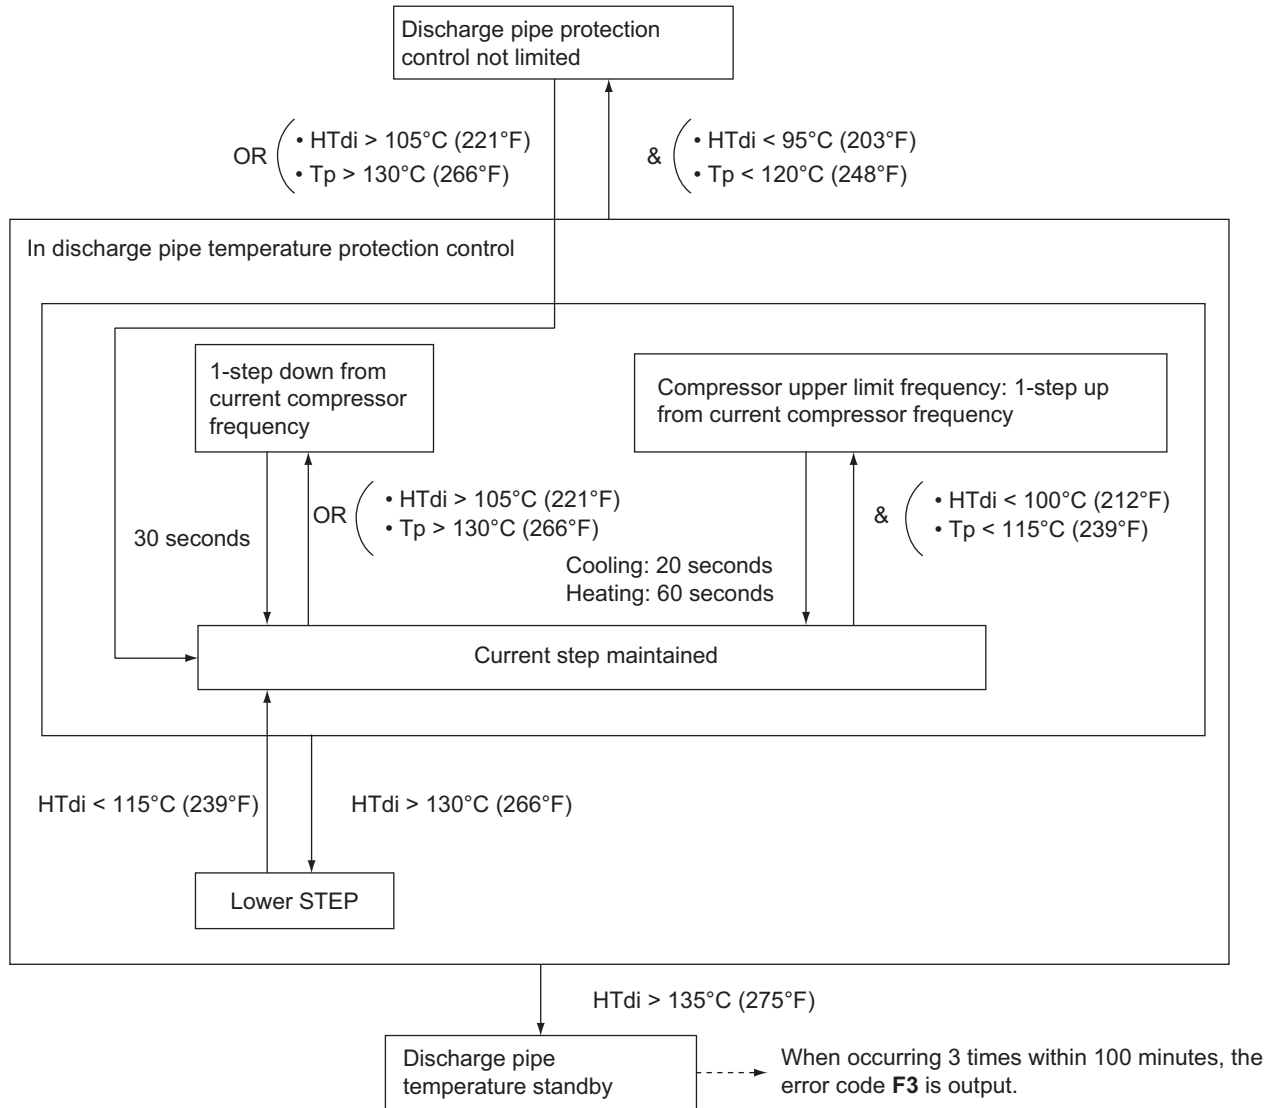 Discharge pipe protection
control not limited
OR
• HTdi > 105°C (221°F)
• Tp > 130°C (266°F)
&
• HTdi < 95°C (203°F)
• Tp < 120°C (248°F)
In discharge pipe temperature protection control
1-step down from
current compressor
frequency
Compressor upper limit frequency: 1-step up
from current compressor frequency
30 seconds
OR
• HTdi > 105°C (221°F)
• Tp > 130°C (266°F)
Cooling: 20 seconds
Heating: 60 seconds
&
• HTdi < 100°C (212°F)
• Tp < 115°C (239°F)
Current step maintained
HTdi < 115°C (239°F)
HTdi > 130°C (266°F)
Lower STEP
HTdi > 135°C (275°F)
Discharge pipe
temperature standby
When occurring 3 times within 100 minutes, the
error code F3 is output.